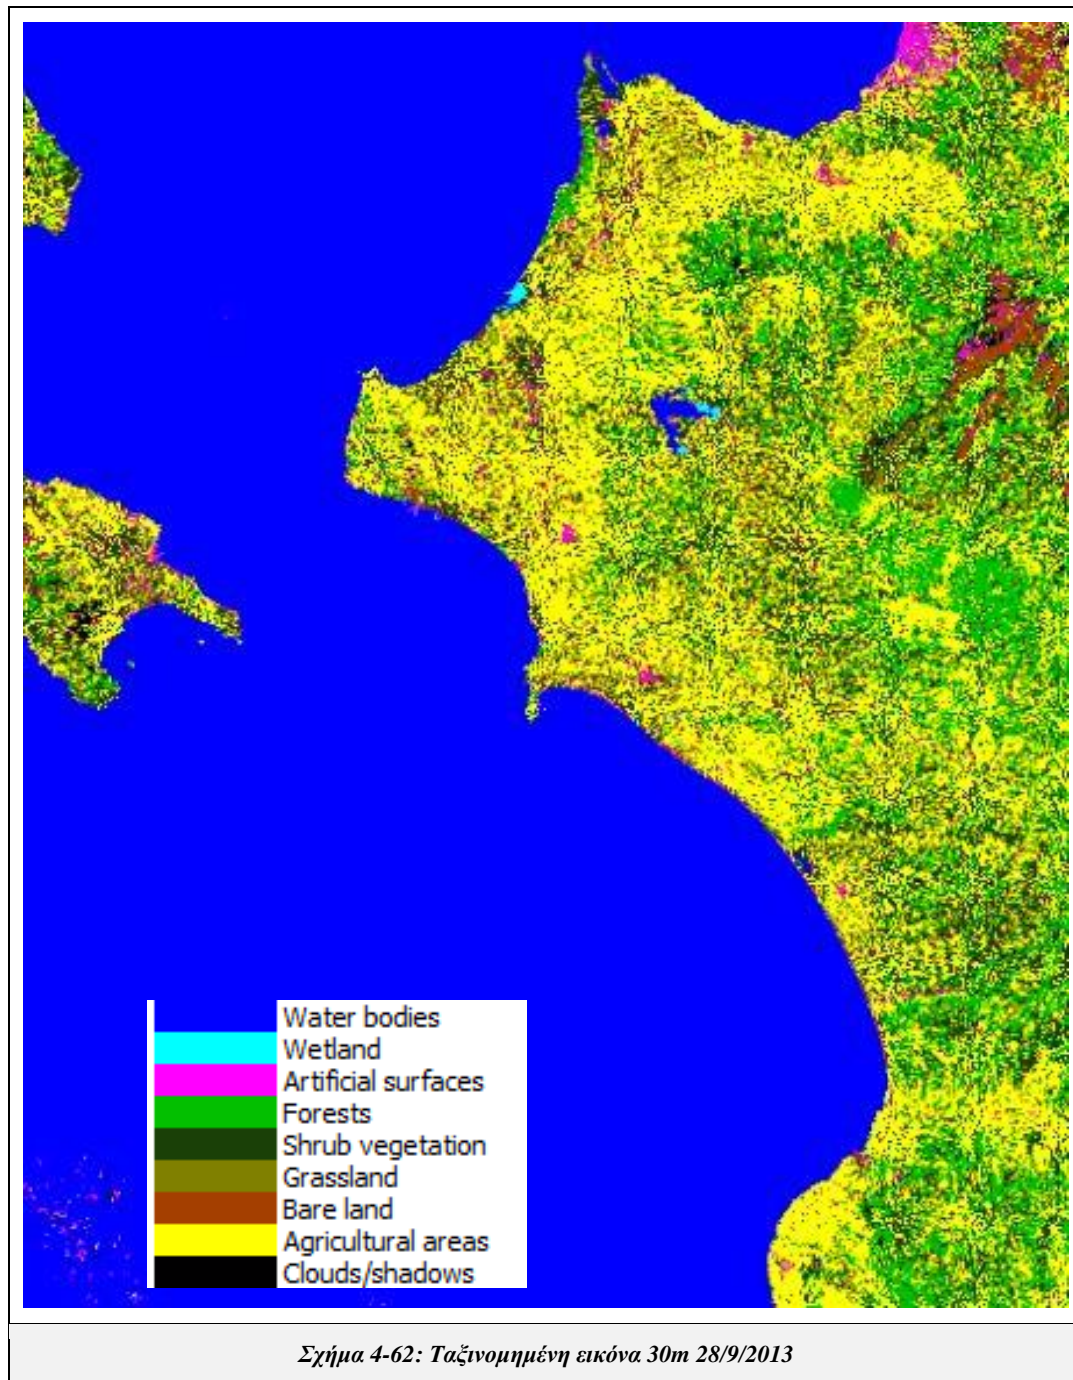 Water bodies
Wetland
Artificial surfaces
Forests
Shrub vegetation
Grassland
Bare land
Agricultural areas
Clouds/shadows
Σχήμα 4-62: Ταξινομημένη εικόνα 30m 28/9/2013